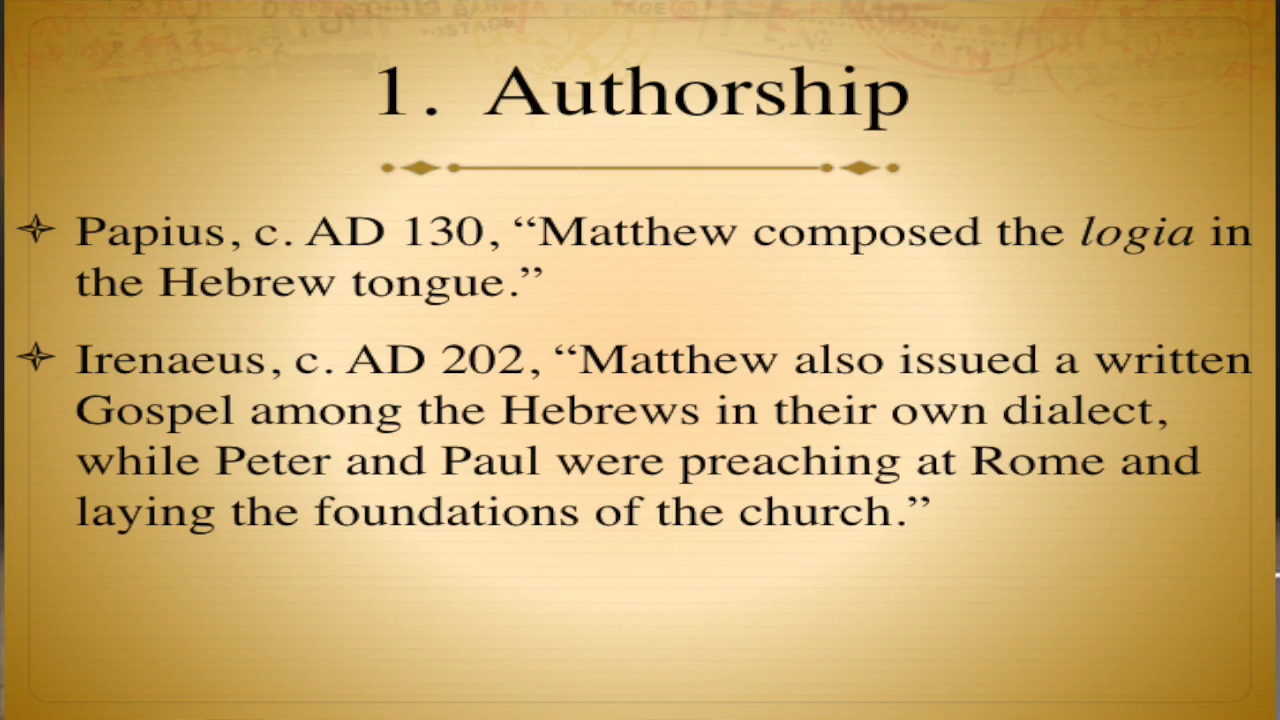 1. Authorship
Papius, c. AD 130, “Matthew composed the logia in
the Hebrew tongue.”
Irenaeus, c. AD 202, “Matthew also issued a written
Gospel among the Hebrews in their own dialect,
while Peter and Paul were preaching at Rome and
laying the foundations of the church.”